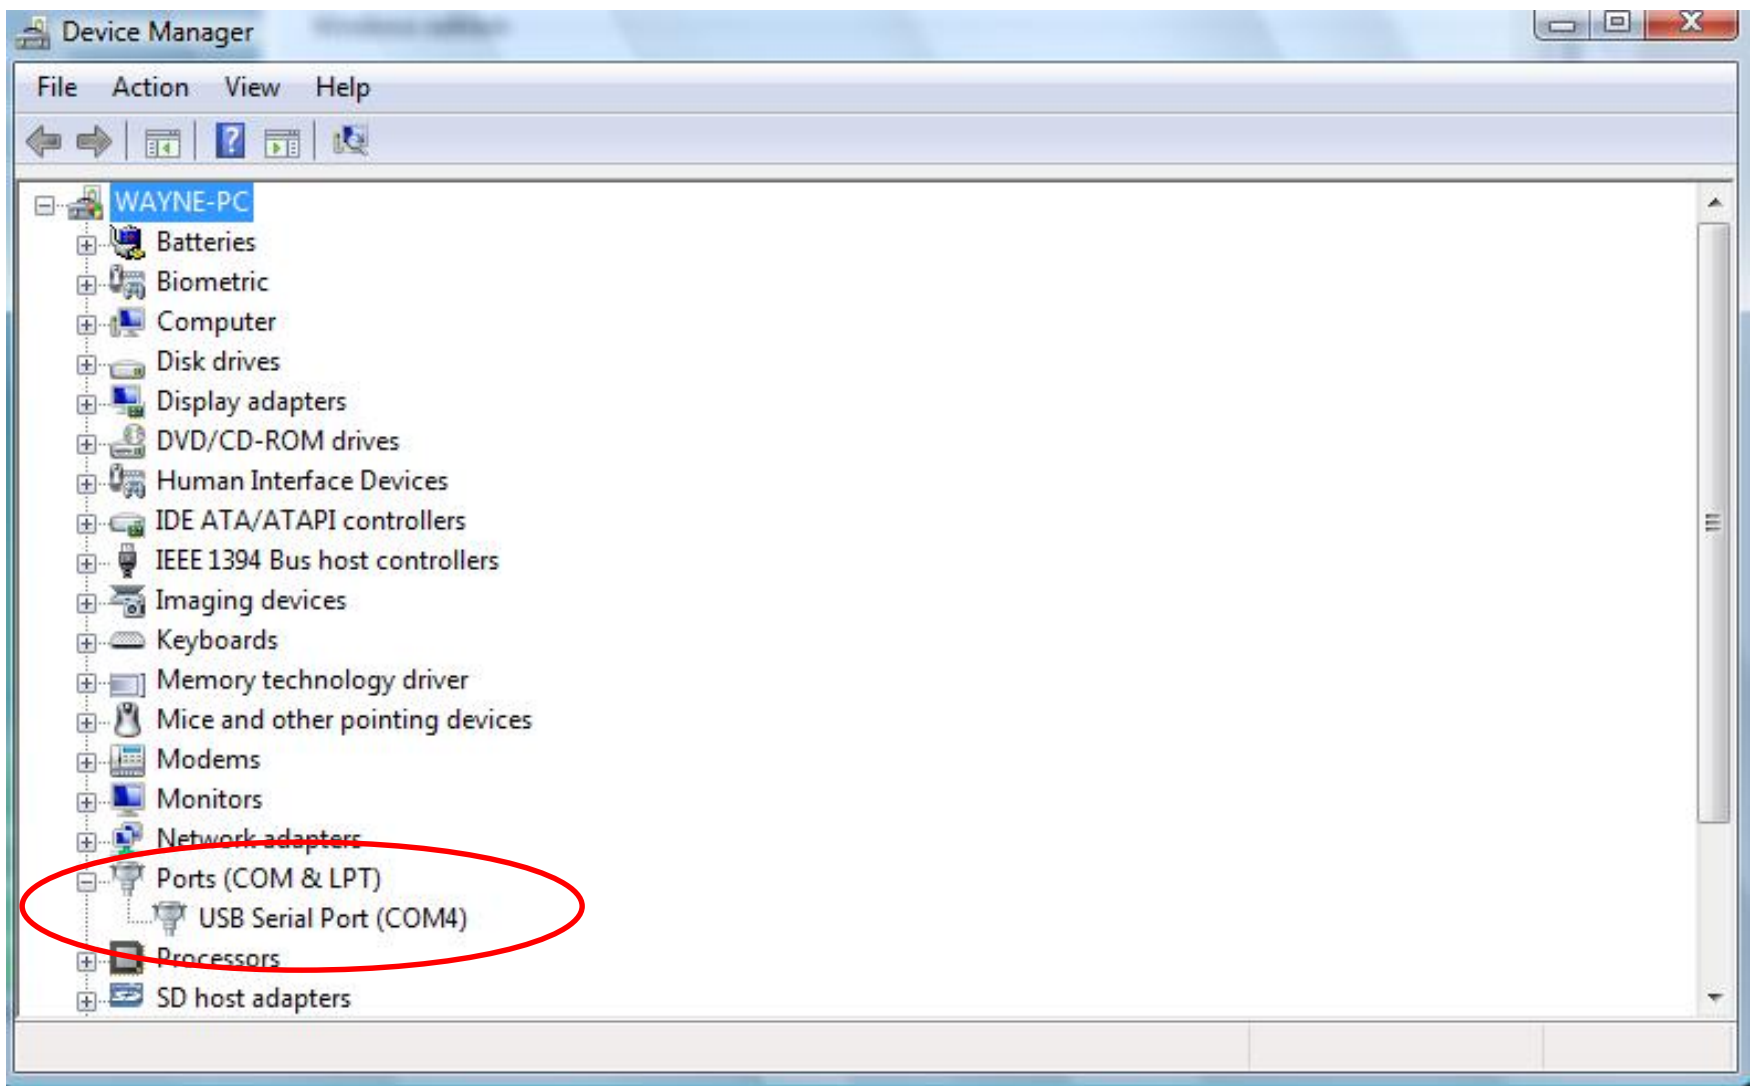 Device Manager
File Action View Help
WAYNE-PC
Batteries
Biometric
Computer
Disk drives
Display adapters
DVD/CD-ROM drives
Human Interface Devices
IDE ATA/ATAPI controllers
IEEE 1394 Bus host controllers
Imaging devices
Keyboards
Memory technology driver
Mice and other pointing devices
Modems
Monitors
Network adapters
Ports (COM & LPT)
USB Serial Port (COM4)
Processors
SD host adapters